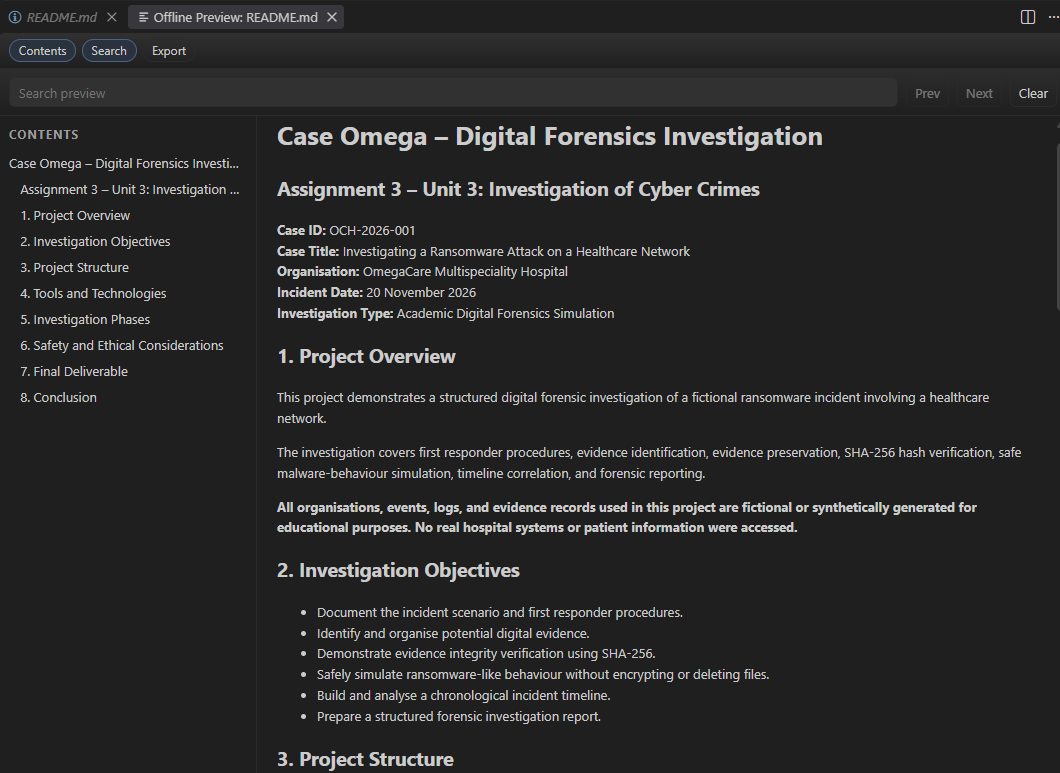 README.md
Offline Preview: README.md
Contents
Search
Export
Search preview
Prev
Next
Clear
CONTENTS
Case Omega – Digital Forensics Investi...
Assignment 3 – Unit 3: Investigation ...
1. Project Overview
2. Investigation Objectives
3. Project Structure
4. Tools and Technologies
5. Investigation Phases
6. Safety and Ethical Considerations
7. Final Deliverable
8. Conclusion
Case Omega – Digital Forensics Investigation
Assignment 3 – Unit 3: Investigation of Cyber Crimes
Case ID: OCH-2026-001
Case Title: Investigating a Ransomware Attack on a Healthcare Network
Organisation: OmegaCare Multispeciality Hospital
Incident Date: 20 November 2026
Investigation Type: Academic Digital Forensics Simulation
1. Project Overview
This project demonstrates a structured digital forensic investigation of a fictional ransomware incident involving a healthcare
network.
The investigation covers first responder procedures, evidence identification, evidence preservation, SHA-256 hash verification, safe
malware-behaviour simulation, timeline correlation, and forensic reporting.
All organisations, events, logs, and evidence records used in this project are fictional or synthetically generated for
educational purposes. No real hospital systems or patient information were accessed.
2. Investigation Objectives
• Document the incident scenario and first responder procedures.
• Identify and organise potential digital evidence.
• Demonstrate evidence integrity verification using SHA-256.
• Safely simulate ransomware-like behaviour without encrypting or deleting files.
• Build and analyse a chronological incident timeline.
• Prepare a structured forensic investigation report.
3. Project Structure